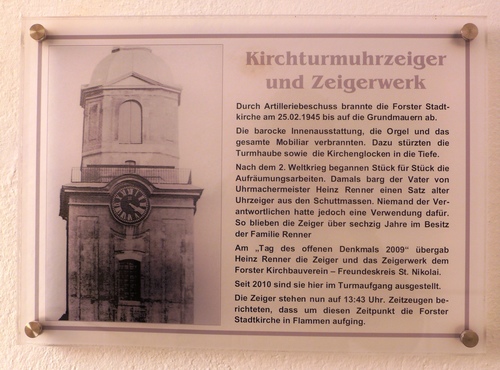 Kirchturmuhrzeiger
und Zeigerwerk
Durch Artilleriebeschuss brannte die Forster Stadt-
kirche am 25.02.1945 bis auf die Grundmauern ab.
Die barocke Innenausstattung, die Orgel und das
gesamte Mobiliar verbrannten. Dazu stürzten die
Turmhaube sowie die Kirchenglocken in die Tiefe.
Nach dem 2. Weltkrieg begannen Stück für Stück die
Aufräumungsarbeiten. Damals barg der Vater von
Uhrmachermeister Heinz Renner einen Satz alter
Uhrzeiger aus den Schuttmassen. Niemand der Ver-
antwortlichen hatte jedoch eine Verwendung dafür.
So blieben die Zeiger über sechzig Jahre im Besitz
der Familie Renner
Am „Tag des offenen Denkmals 2009" übergab
Heinz Renner die Zeiger und das Zeigerwerk dem
Forster Kirchbauverein – Freundeskreis St. Nikolai.
Seit 2010 sind sie hier im Turmaufgang ausgestellt.
Die Zeiger stehen nun auf 13:43 Uhr. Zeitzeugen be-
richteten, dass um diesen Zeitpunkt die Forster
Stadtkirche in Flammen aufging.